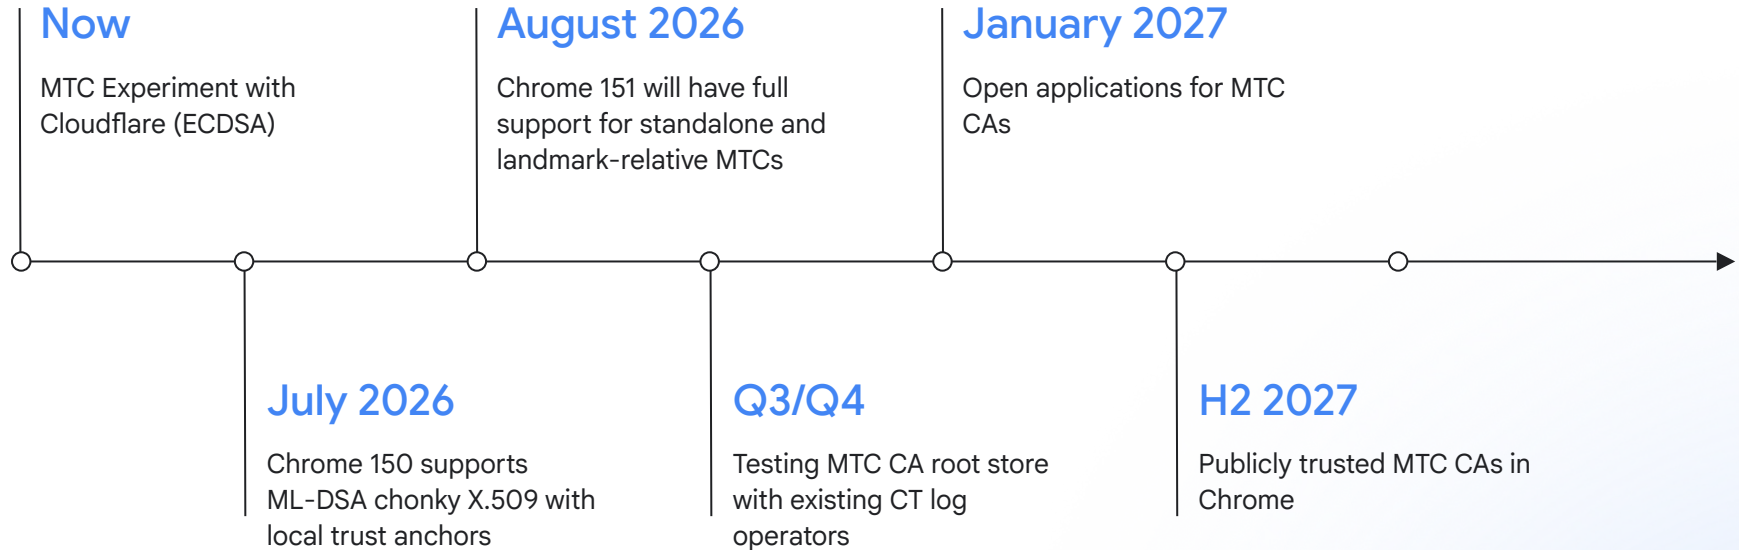 Now
MTC Experiment with
Cloudflare (ECDSA)
July 2026
Chrome 150 supports
ML-DSA chonky X.509 with
local trust anchors
August 2026
Chrome 151 will have full
support for standalone and
landmark-relative MTCs
Q3/Q4
Testing MTC CA root store
with existing CT log
operators
January 2027
Open applications for MTC
CAs
H2 2027
Publicly trusted MTC CAs in
Chrome